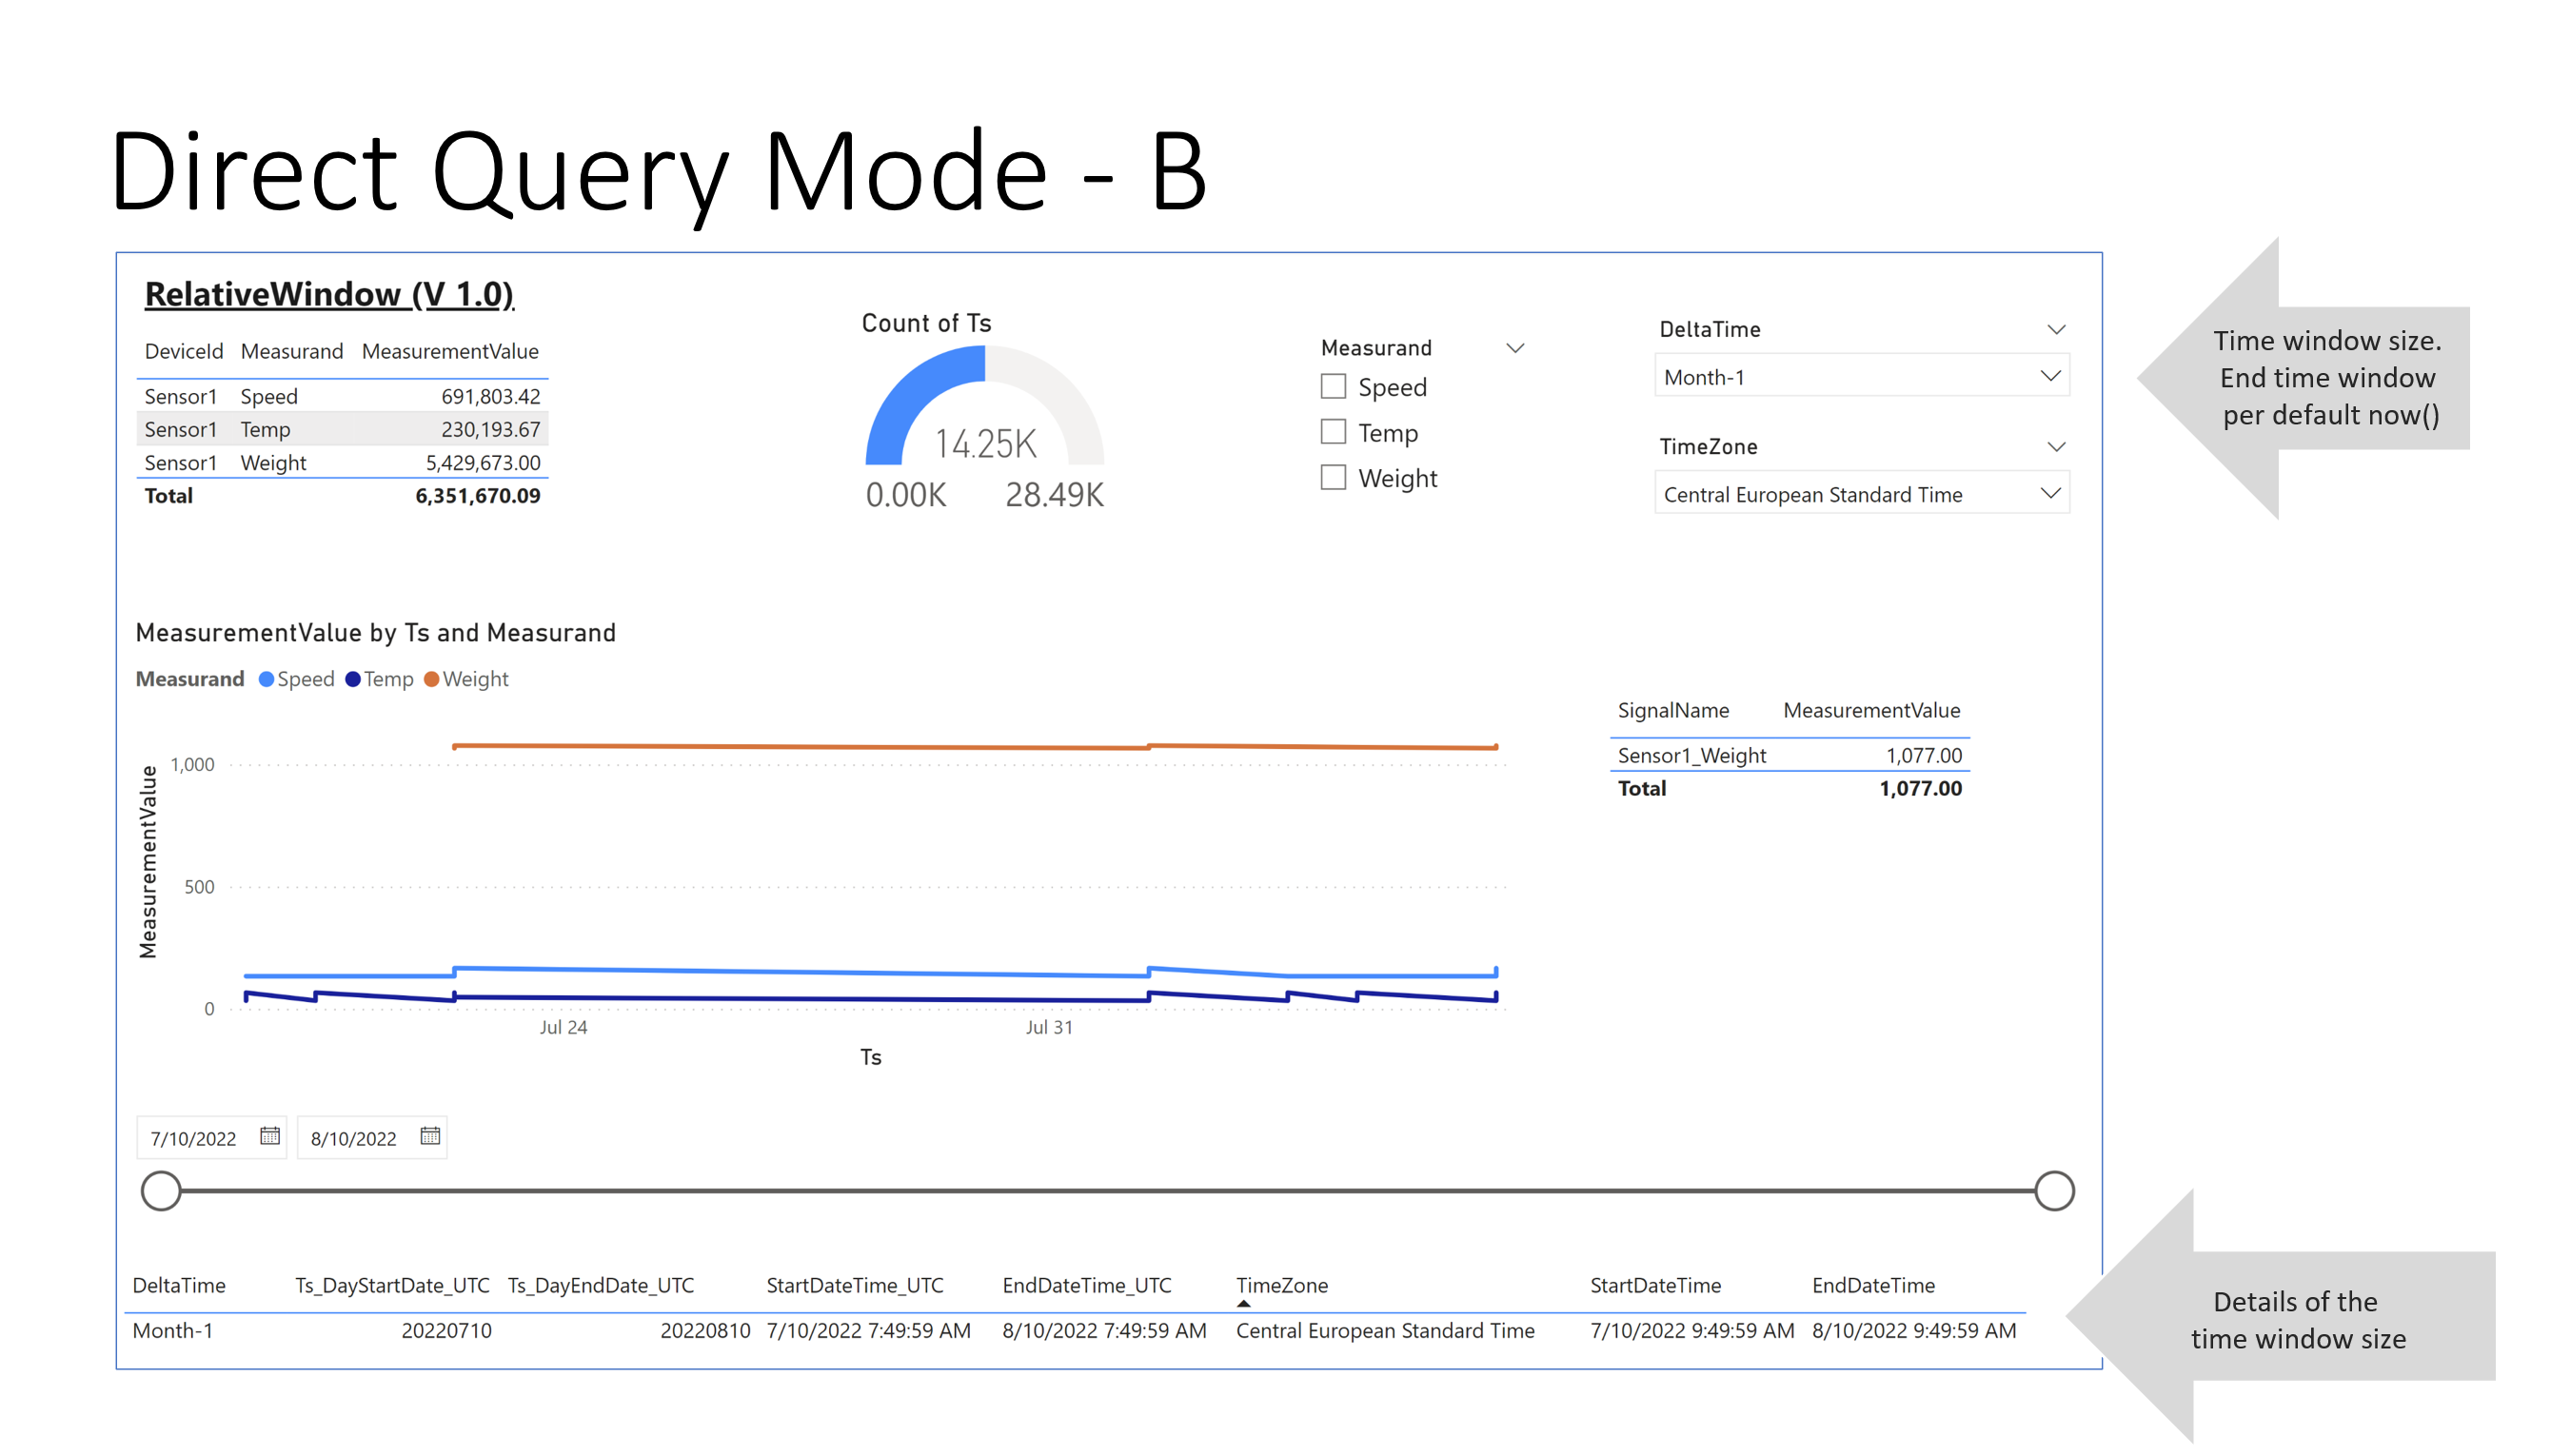 Direct Query Mode - B
RelativeWindow (V 1.0)
DeviceId Measurand MeasurementValue
Sensor1 Speed 691,803.42
Sensor1 Temp 230,193.67
Sensor1 Weight 5,429,673.00
Total 6,351,670.09
Count of Ts
14.25K
0.00K 28.49K
Measurand
Speed
Temp
Weight
DeltaTime
Month-1
TimeZone
Central European Standard Time
Time window size.
End time window
per default now()
MeasurementValue by Ts and Measurand
Measurand Speed Temp Weight
MeasurementValue
1,000
500
0
Jul 24 Jul 31
Ts
SignalName MeasurementValue
Sensor1_Weight 1,077.00
Total 1,077.00
7/10/2022 8/10/2022
DeltaTime Ts_DayStartDate_UTC Ts_DayEndDate_UTC StartDateTime_UTC EndDateTime_UTC TimeZone StartDateTime EndDateTime
Month-1 20220710 20220810 7/10/2022 7:49:59 AM 8/10/2022 7:49:59 AM Central European Standard Time 7/10/2022 9:49:59 AM 8/10/2022 9:49:59 AM
Details of the
time window size